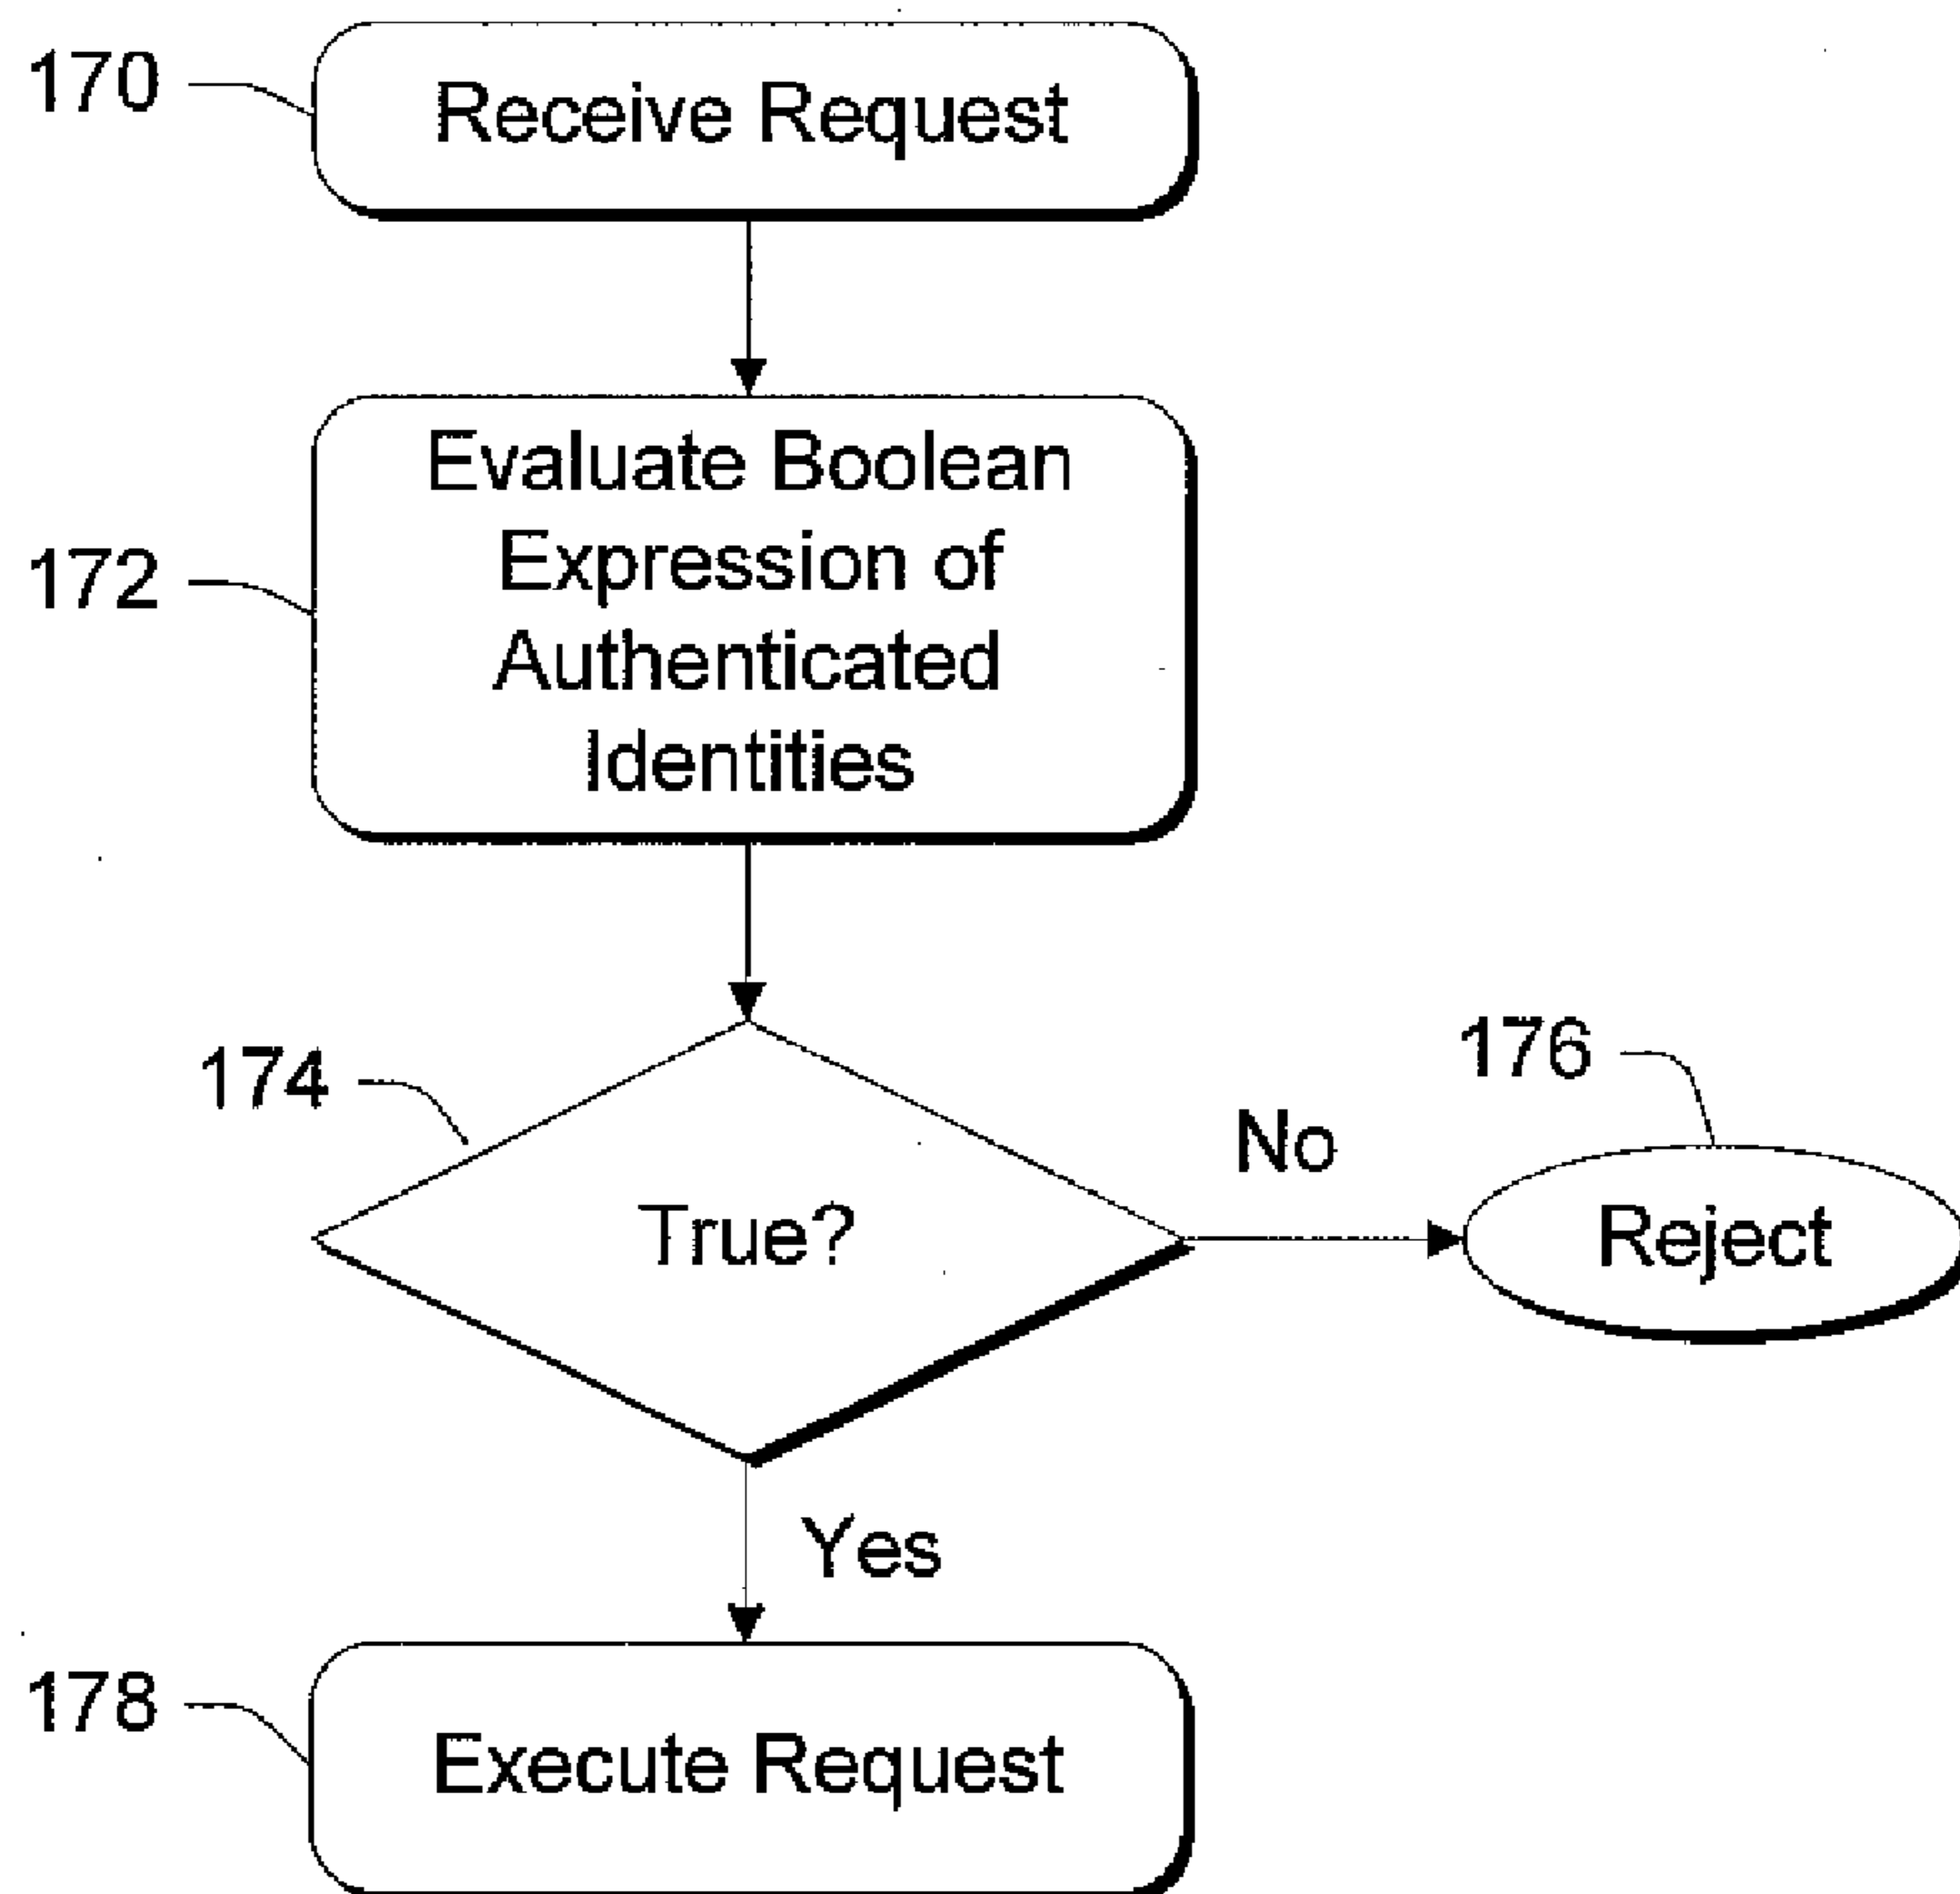 170
Receive Request
172
Evaluate Boolean
Expression of
Authenticated
Identities
174
True?
No
176
Reject
Yes
178
Execute Request